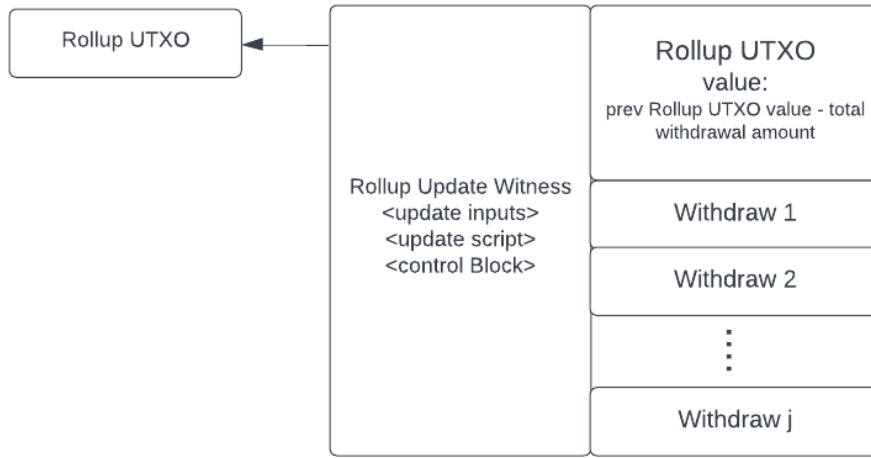 Rollup UTXO
Rollup Update Witness
<update inputs>
<update script>
<control Block>
Rollup UTXO
value:
prev Rollup UTXO value - total
withdrawal amount
Withdraw 1
Withdraw 2
Withdraw j